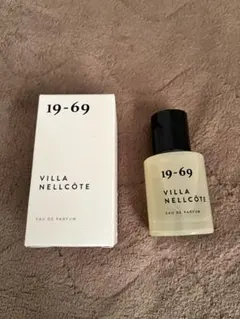 19-69
VILLA
NELLCÔTE
EAU DE PARFUM
19-69
VILLA
NELLCÔTE
EAU DE PARFUM